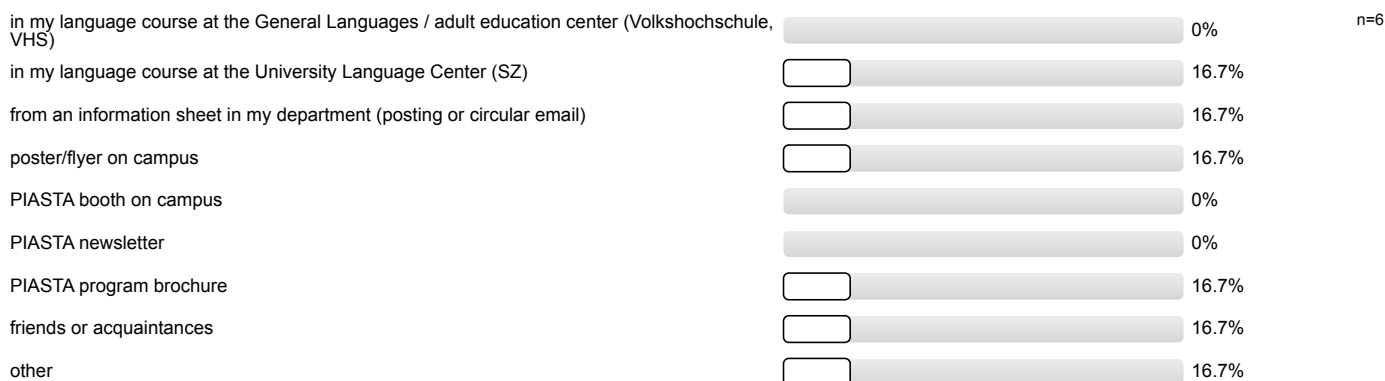 in my language course at the General Languages / adult education center (Volkshochschule,
VHS)
0%
n=6
in my language course at the University Language Center (SZ)
16.7%
from an information sheet in my department (posting or circular email)
16.7%
poster/flyer on campus
16.7%
PIASTA booth on campus
0%
PIASTA newsletter
0%
PIASTA program brochure
16.7%
friends or acquaintances
16.7%
other
16.7%